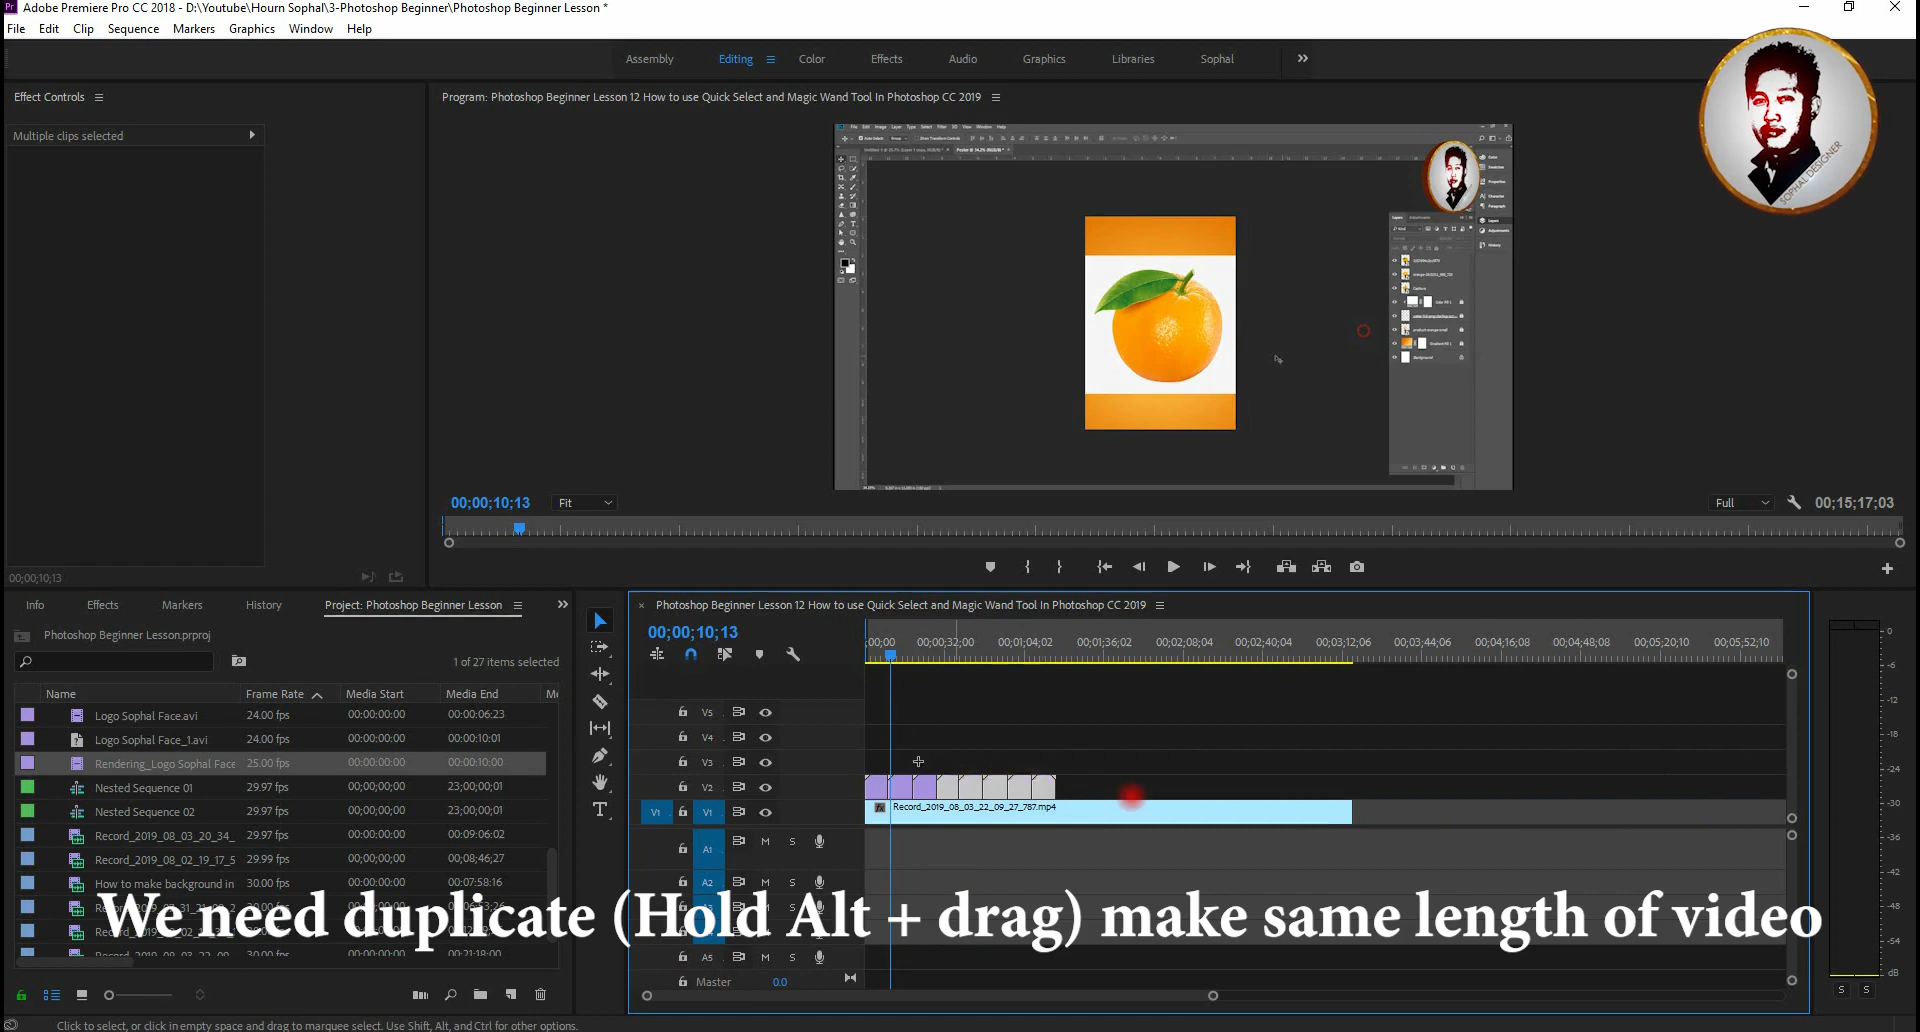 Adobe Premiere Pro CC 2018 - D:\Youtube\Hourn Sophal\3-Photoshop Beginner\Photoshop Beginner Lesson *
File Edit Clip Sequence Markers Graphics Window Help
Assembly Editing Color Effects Audio Graphics Libraries Sophal
SOPHAL DESIGNER
Effect Controls
Program: Photoshop Beginner Lesson 12 How to use Quick Select and Magic Wand Tool In Photoshop CC 2019
Multiple clips selected
00;00;10;13 Fit Full 00;15;17;03
00;00;10;13
Info Effects Markers History Project: Photoshop Beginner Lesson
Photoshop Beginner Lesson 12 How to use Quick Select and Magic Wand Tool In Photoshop CC 2019
Photoshop Beginner Lesson.prproj
1 of 27 items selected
00;00;10;13
;00;00 00;00;32;00 00;01;04;02 00;01;36;02 00;02;08;04 00;02;40;04 00;03;12;06 00;03;44;06 00;04;16;08 00;04;48;08 00;05;20;10 00;05;52;10
Name Frame Rate Media Start Media End
Logo Sophal Face.avi 24.00 fps 00:00:00:00 00:00:06:23
Logo Sophal Face_1.avi 24.00 fps 00:00:00:00 00:00:10:01
Rendering_Logo Sophal Face 25.00 fps 00:00:00:00 00:00:10:00
Nested Sequence 01 29.97 fps 00;00;00;00 23;00;00;01
Nested Sequence 02 29.97 fps 00;00;00;00 23;00;00;01
Record_2019_08_03_20_34_ 29.97 fps 00:00:00:00 00:09:06:02
Record_2019_08_02_19_17_5 29.99 fps 00;00;00;00 00;08;46;27
How to make background in 30.00 fps 00:00:00:00 00:07:58:16
V5
V4
V3
V2
V1 V1 Record_2019_08_03_22_09_27_787.mp4
A1 M S
A2 M S
A5 M S
Master 0.0
We need duplicate (Hold Alt + drag) make same length of video
0
-6
-12
-18
-24
-30
-36
-42
-48
-54
dB
S S
Click to select, or click in empty space and drag to marquee select. Use Shift, Alt, and Ctrl for other options.